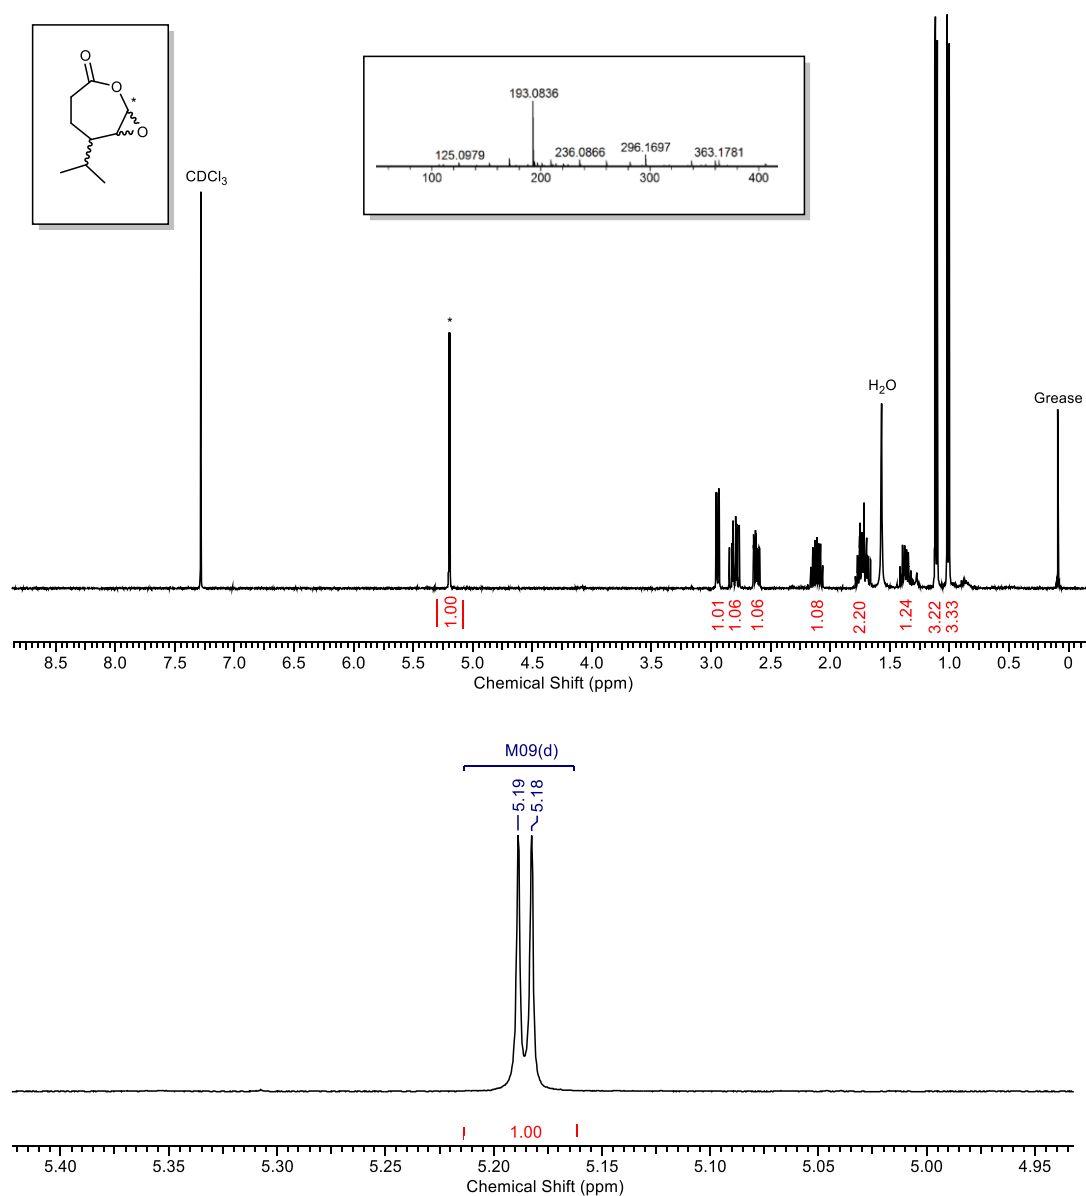 O
O
*
O
CDCl3
193.0836
125.0979
236.0866
296.1697
363.1781
100
200
300
400
*
H2O
Grease
1.00
1.01
1.06
1.06
1.08
2.20
1.24
3.22
3.33
8.5 8.0 7.5 7.0 6.5 6.0 5.5 5.0 4.5 4.0 3.5 3.0 2.5 2.0 1.5 1.0 0.5 0
Chemical Shift (ppm)
M09(d)
5.19
5.18
1.00
5.40 5.35 5.30 5.25 5.20 5.15 5.10 5.05 5.00 4.95
Chemical Shift (ppm)